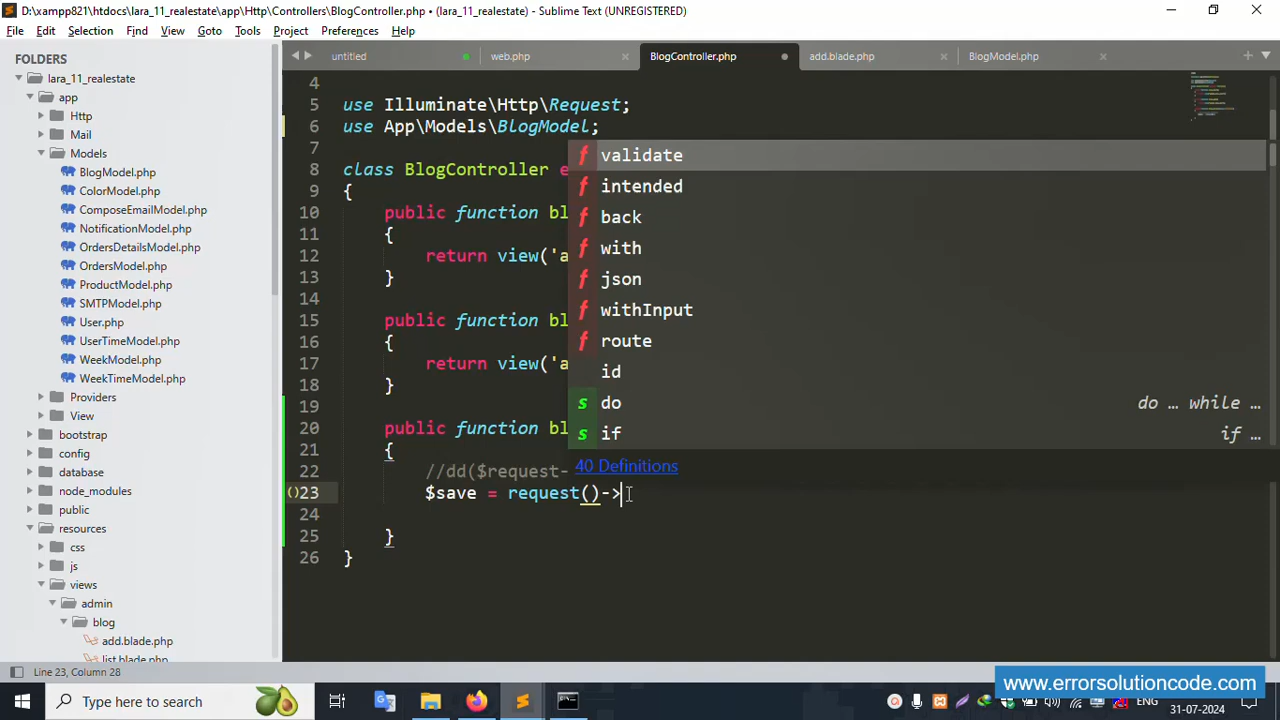 D:\xampp821\htdocs\lara_11_realestate\app\Http\Controllers\BlogController.php • (lara_11_realestate) - Sublime Text (UNREGISTERED)
File Edit Selection Find View Goto Tools Project Preferences Help
FOLDERS
lara_11_realestate
app
Http
Mail
Models
BlogModel.php
ColorModel.php
ComposeEmailModel.php
NotificationModel.php
OrdersDetailsModel.php
OrdersModel.php
ProductModel.php
SMTPModel.php
User.php
UserTimeModel.php
WeekModel.php
WeekTimeModel.php
Providers
View
bootstrap
config
database
node_modules
public
resources
css
js
views
admin
blog
add.blade.php
list.blade.php
untitled web.php BlogController.php add.blade.php BlogModel.php
4
5 use Illuminate\Http\Request;
6 use App\Models\BlogModel;
7
8 class BlogController e
9 {
10 public function bl
11 {
12 return view('a
13 }
14
15 public function bl
16 {
17 return view('a
18 }
19
20 public function bl
21 {
22 //dd($request-
23 $save = request()->
24
25 }
26 }
validate
intended
back
with
json
withInput
route
id
do do … while …
if if …
40 Definitions
Line 23, Column 28
www.errorsolutioncode.com
Type here to search
ENG
31-07-2024